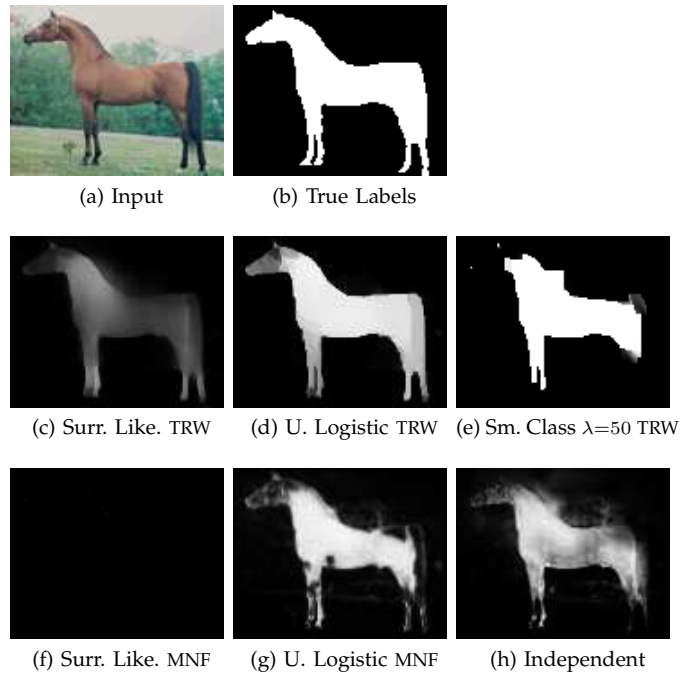 (a) Input
(b) True Labels
(c) Surr. Like. TRW
(d) U. Logistic TRW
(e) Sm. Class λ=50 TRW
(f) Surr. Like. MNF
(g) U. Logistic MNF
(h) Independent